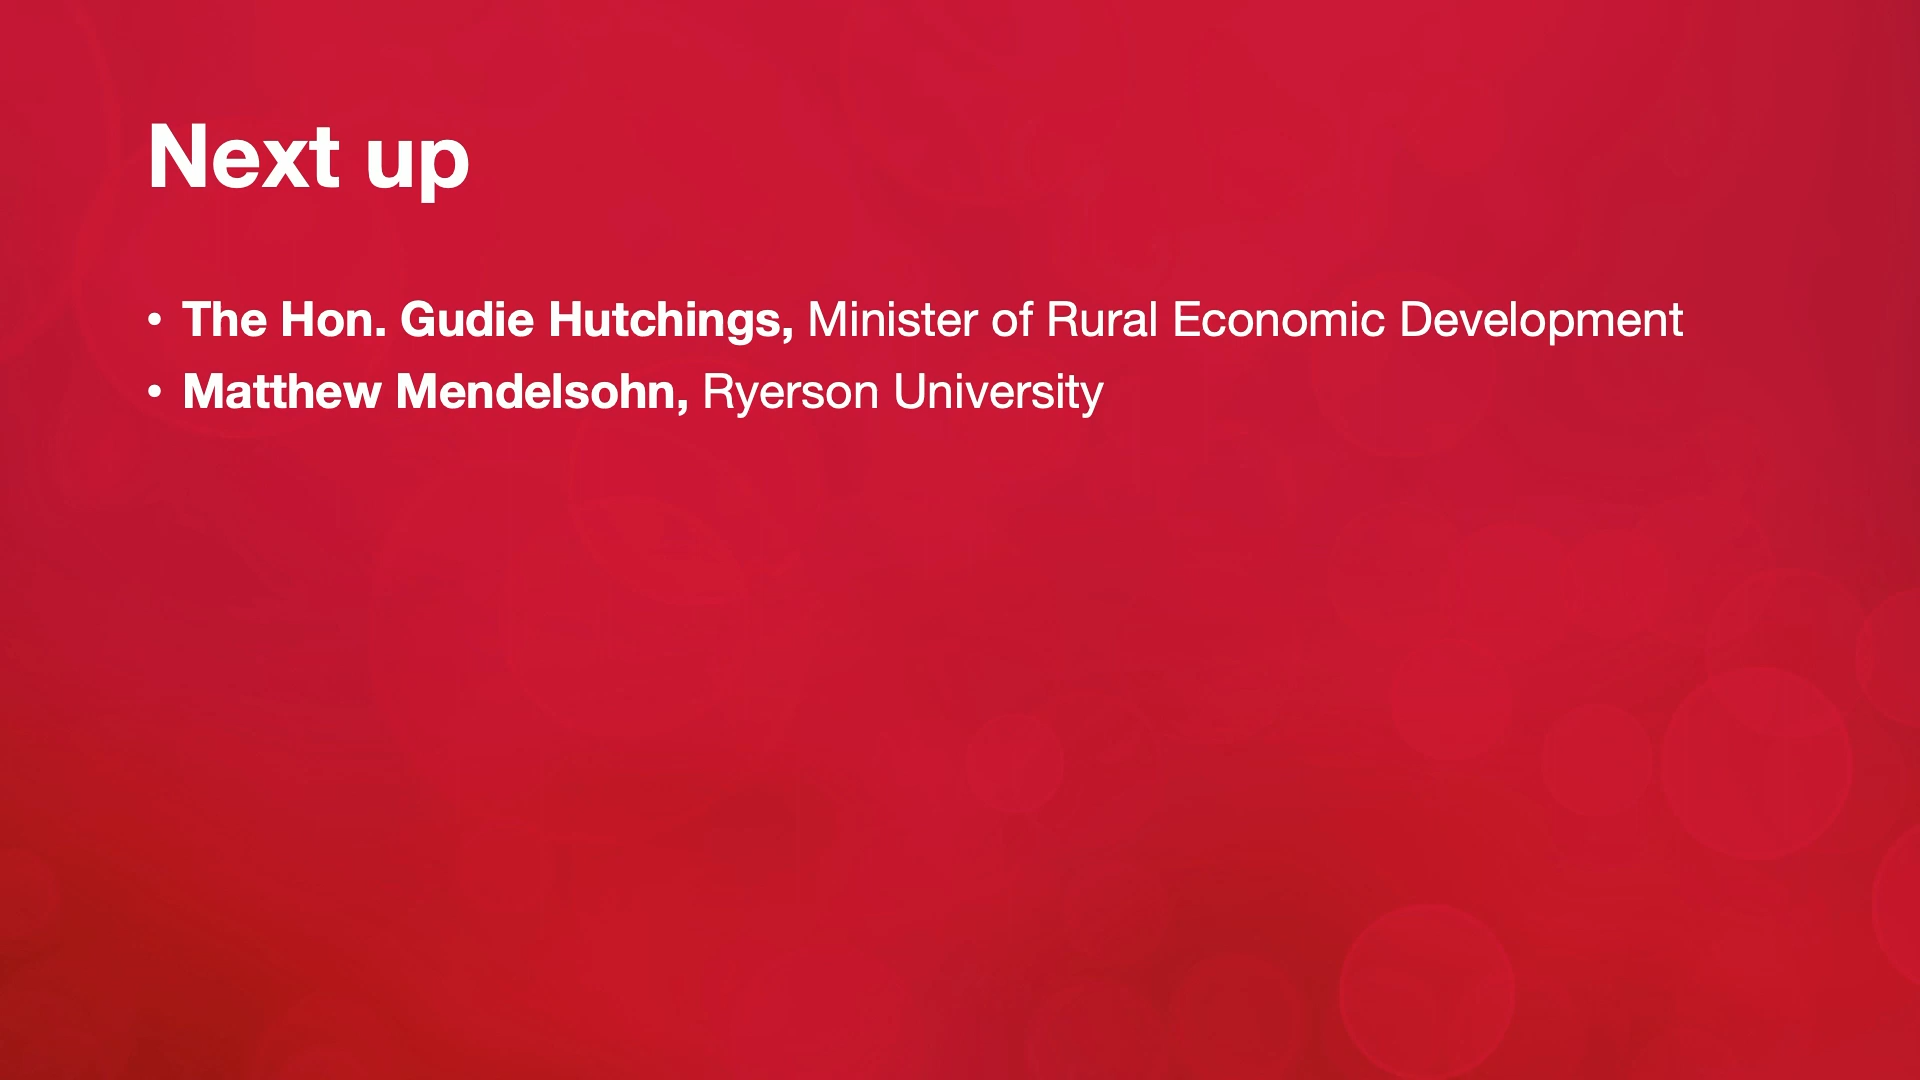 Next up
• The Hon. Gudie Hutchings, Minister of Rural Economic Development
• Matthew Mendelsohn, Ryerson University